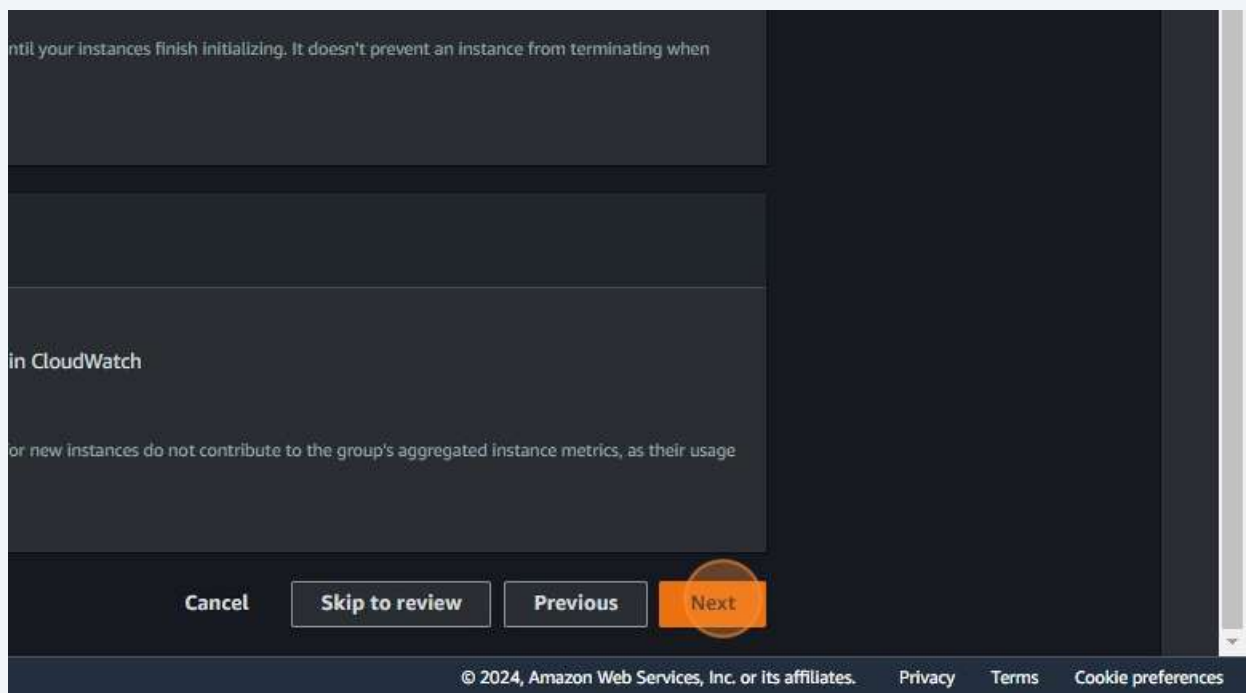 ntil your instances finish initializing. It doesn't prevent an instance from terminating when
in CloudWatch
or new instances do not contribute to the group's aggregated instance metrics, as their usage
Cancel Skip to review Previous Next
© 2024, Amazon Web Services, Inc. or its affiliates. Privacy Terms Cookie preferences